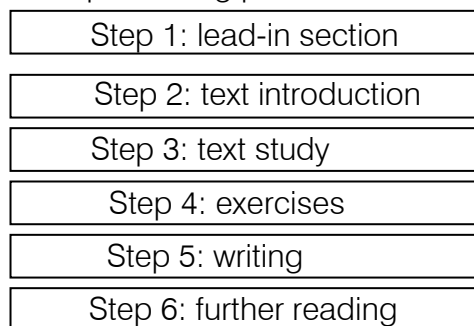 Step 1: lead-in section
Step 2: text introduction
Step 3: text study
Step 4: exercises
Step 5: writing
Step 6: further reading